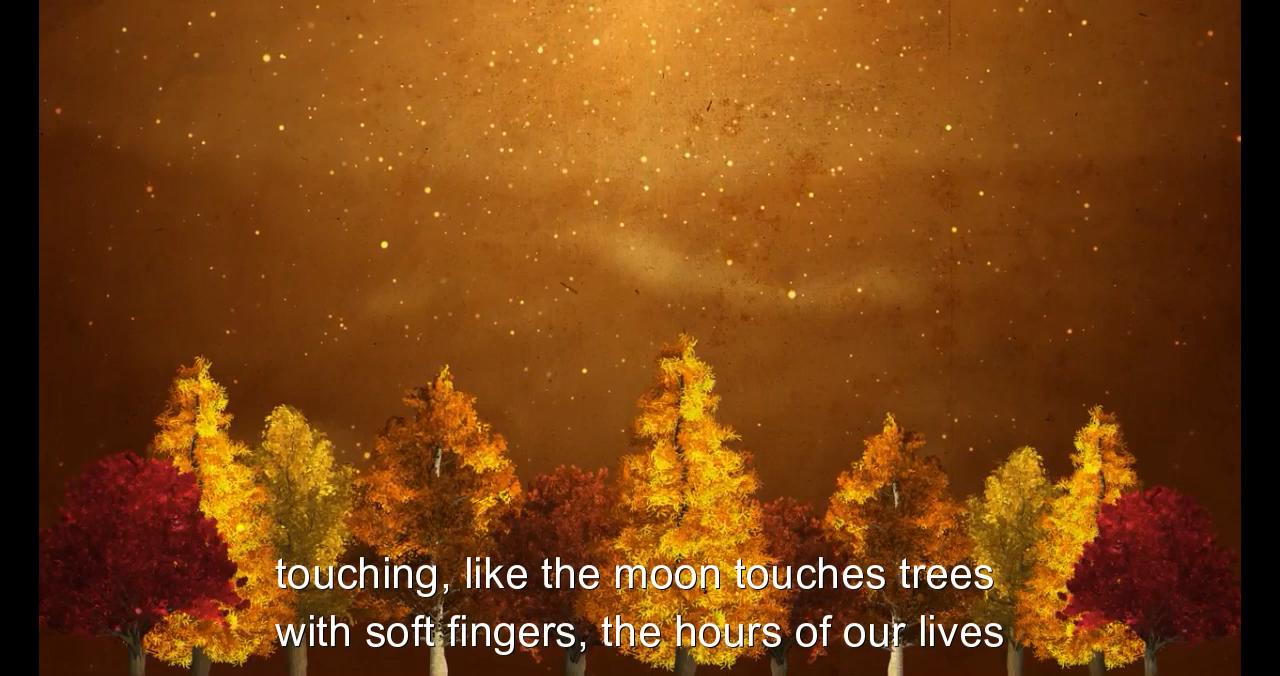 touching, like the moon touches trees
with soft fingers, the hours of our lives